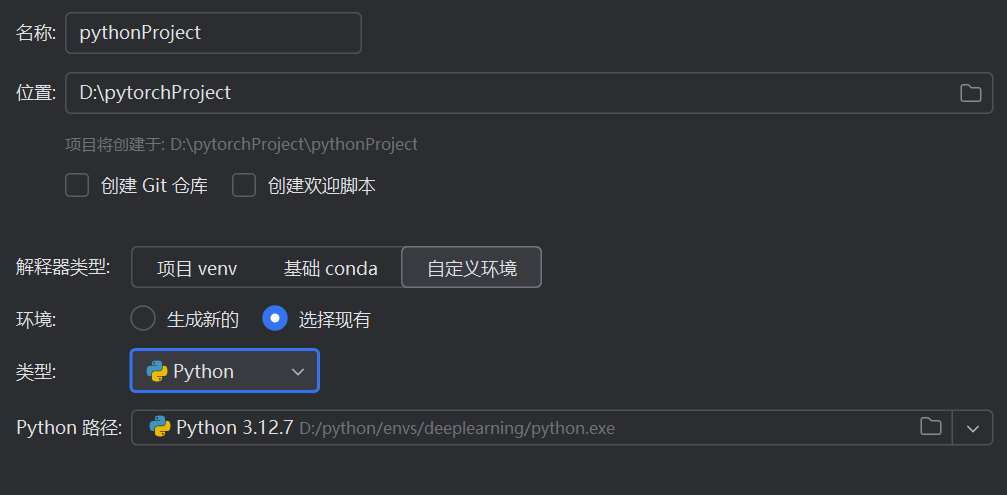 名称: pythonProject
位置: D:\pytorchProject
项目将创建于: D:\pytorchProject\pythonProject
创建 Git 仓库 创建欢迎脚本
解释器类型: 项目 venv 基础 conda 自定义环境
环境: 生成新的 选择现有
类型: Python
Python 路径: Python 3.12.7 D:/python/envs/deeplearning/python.exe